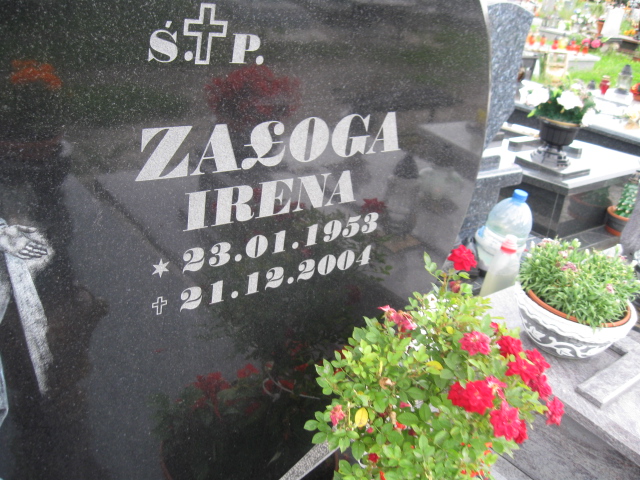 Ś.✝P.
ZAŁOGA
IRENA
✶ 23.01.1953
✝ 21.12.2004